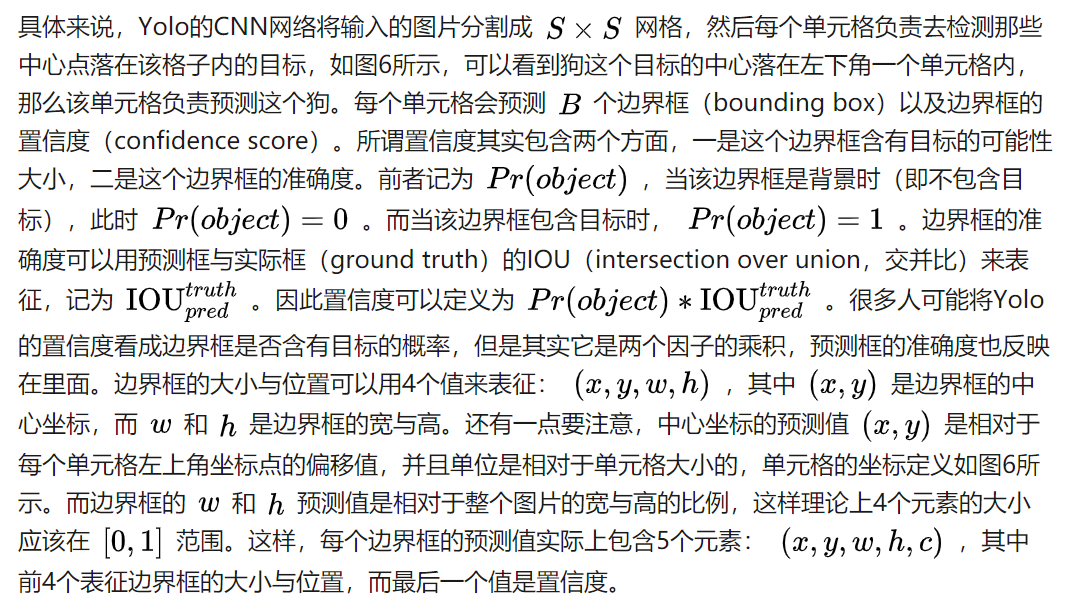 具体来说，Yolo的CNN网络将输入的图片分割成 S × S 网格，然后每个单元格负责去检测那些
中心点落在该格子内的目标，如图6所示，可以看到狗这个目标的中心落在左下角一个单元格内，
那么该单元格负责预测这个狗。每个单元格会预测 B 个边界框（bounding box）以及边界框的
置信度（confidence score）。所谓置信度其实包含两个方面，一是这个边界框含有目标的可能性
大小，二是这个边界框的准确度。前者记为 Pr(object) ，当该边界框是背景时（即不包含目
标），此时 Pr(object) = 0 。而当该边界框包含目标时， Pr(object) = 1 。边界框的准
确度可以用预测框与实际框（ground truth）的IOU（intersection over union，交并比）来表
征，记为 IOU^{truth}_{pred} 。因此置信度可以定义为 Pr(object) * IOU^{truth}_{pred} 。很多人可能将Yolo
的置信度看成边界框是否含有目标的概率，但是其实它是两个因子的乘积，预测框的准确度也反映
在里面。边界框的大小与位置可以用4个值来表征： (x, y, w, h) ，其中 (x, y) 是边界框的中
心坐标，而 w 和 h 是边界框的宽与高。还有一点要注意，中心坐标的预测值 (x, y) 是相对于
每个单元格左上角坐标点的偏移值，并且单位是相对于单元格大小的，单元格的坐标定义如图6所
示。而边界框的 w 和 h 预测值是相对于整个图片的宽与高的比例，这样理论上4个元素的大小
应该在 [0, 1] 范围。这样，每个边界框的预测值实际上包含5个元素： (x, y, w, h, c) ，其中
前4个表征边界框的大小与位置，而最后一个值是置信度。